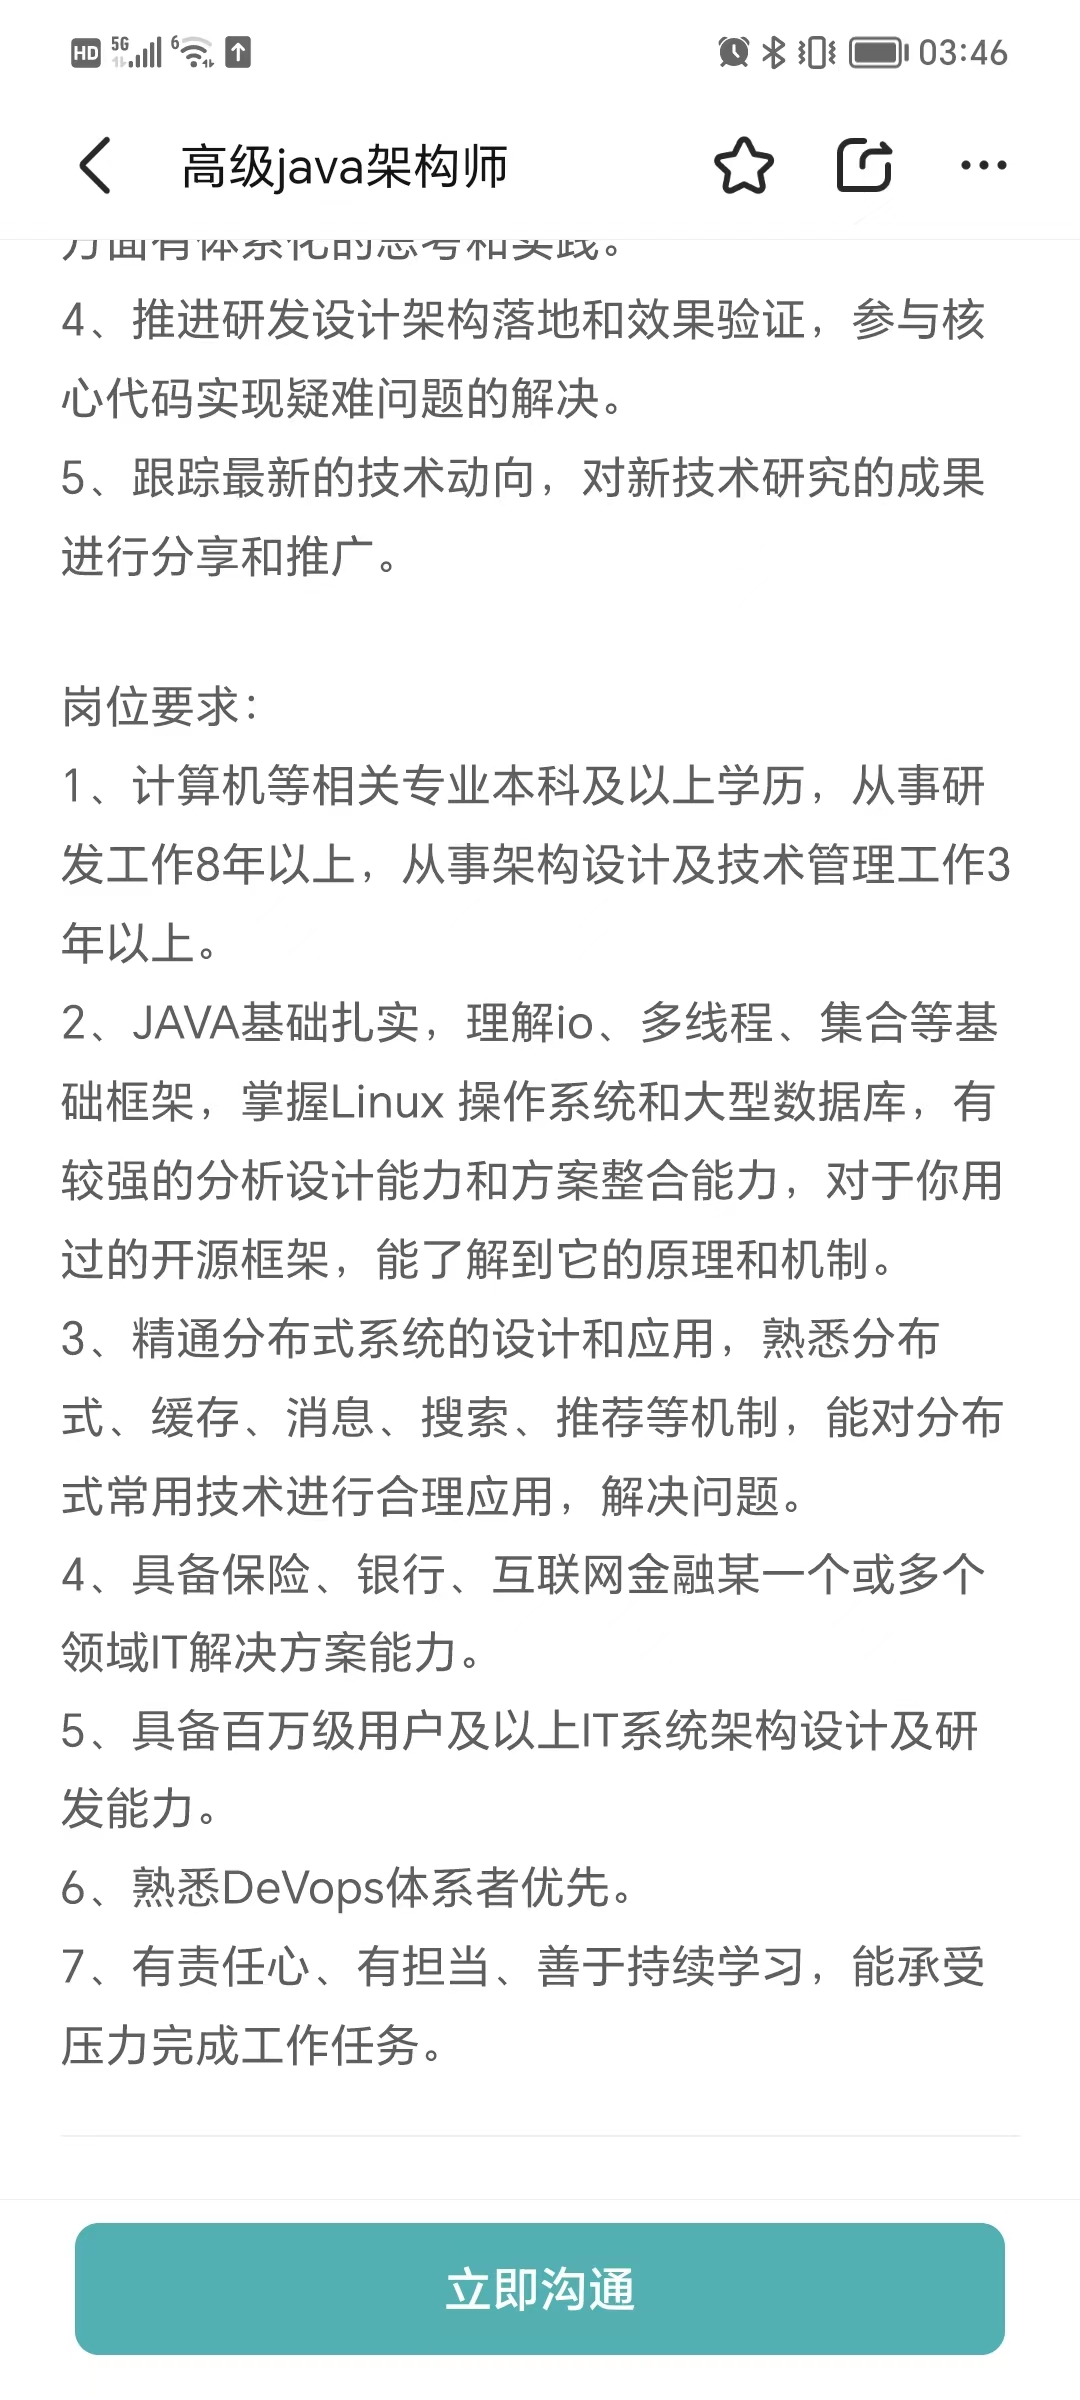 HD 5G 6 03:46
高级java架构师
方面有体系化的思考和实践。
4、推进研发设计架构落地和效果验证，参与核
心代码实现疑难问题的解决。
5、跟踪最新的技术动向，对新技术研究的成果
进行分享和推广。
岗位要求：
1、计算机等相关专业本科及以上学历，从事研
发工作8年以上，从事架构设计及技术管理工作3
年以上。
2、JAVA基础扎实，理解io、多线程、集合等基
础框架，掌握Linux 操作系统和大型数据库，有
较强的分析设计能力和方案整合能力，对于你用
过的开源框架，能了解到它的原理和机制。
3、精通分布式系统的设计和应用，熟悉分布
式、缓存、消息、搜索、推荐等机制，能对分布
式常用技术进行合理应用，解决问题。
4、具备保险、银行、互联网金融某一个或多个
领域IT解决方案能力。
5、具备百万级用户及以上IT系统架构设计及研
发能力。
6、熟悉DeVops体系者优先。
7、有责任心、有担当、善于持续学习，能承受
压力完成工作任务。
立即沟通